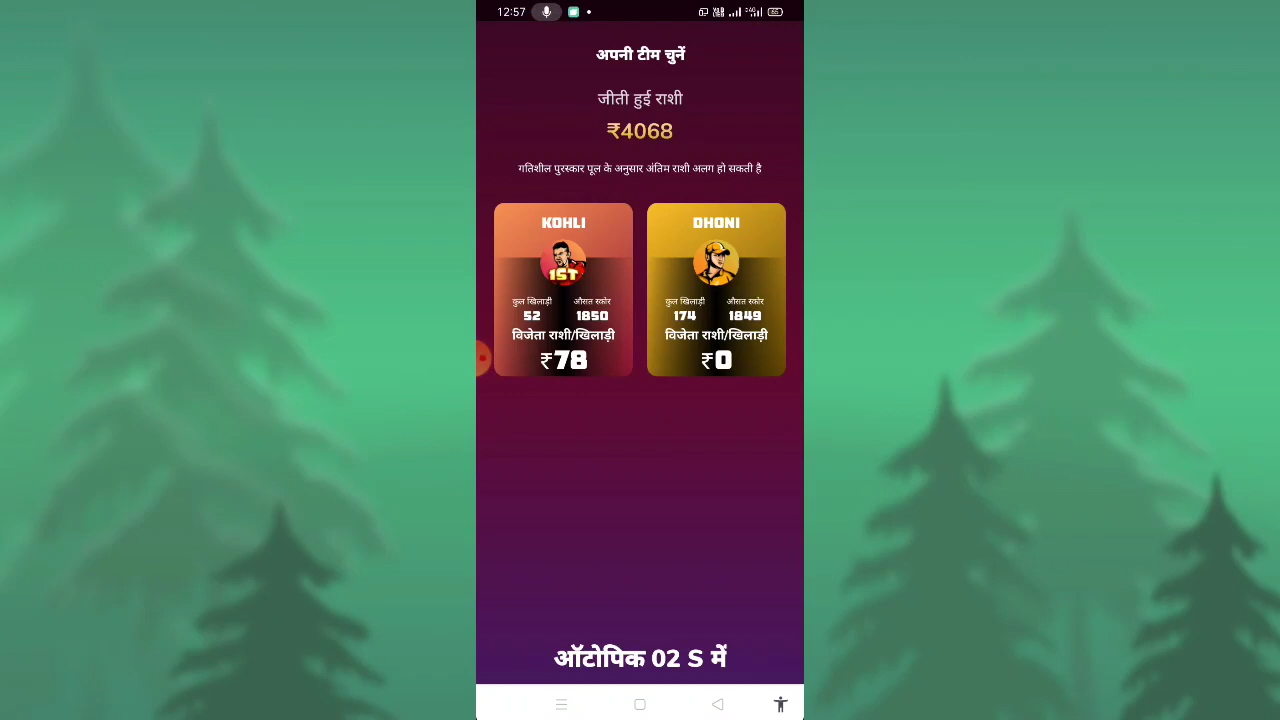 12:57
अपनी टीम चुनें
जीती हुई राशी
₹4068
गतिशील पुरस्कार पूल के अनुसार अंतिम राशी अलग हो सकती है
KOHLI
1ST
कुल खिलाड़ी औसत स्कोर
52 1850
विजेता राशी/खिलाड़ी
₹78
DHONI
कुल खिलाड़ी औसत स्कोर
174 1849
विजेता राशी/खिलाड़ी
₹0
ऑटोपिक 02 S में